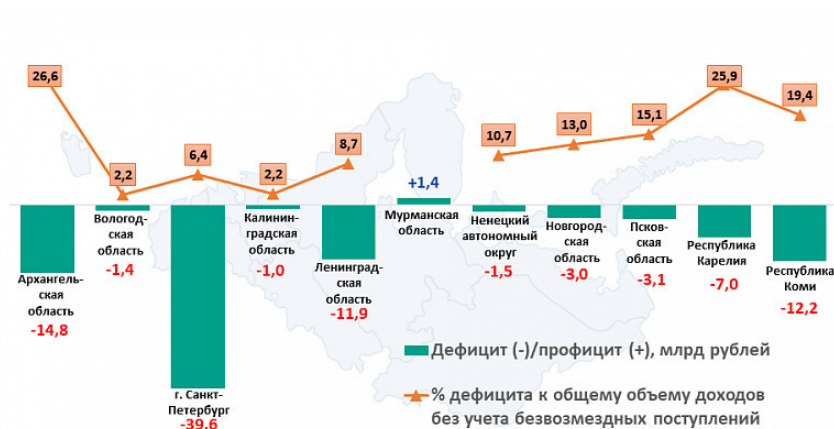 26,6
2,2
6,4
2,2
8,7
+1,4
10,7
13,0
15,1
25,9
19,4
Архангель-
ская
область
-14,8
Вологод-
ская
область
-1,4
г. Санкт-
Петербург
-39,6
Калинин-
градская
область
-1,0
Ленинград-
ская
область
-11,9
Мурманская
область
Ненецкий
автономный
округ
-1,5
Новгород-
ская
область
-3,0
Псков-
ская
область
-3,1
Республика
Карелия
-7,0
Республика
Коми
-12,2
Дефицит (-)/профицит (+), млрд рублей
% дефицита к общему объему доходов
без учета безвозмездных поступлений